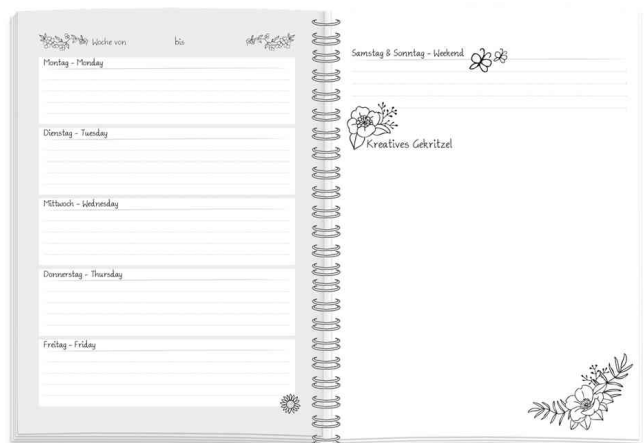 Woche von bis
Montag - Monday
Dienstag - Tuesday
Mittwoch - Wednesday
Donnerstag - Thursday
Freitag - Friday
Samstag & Sonntag - Weekend
Kreatives Gekritzel